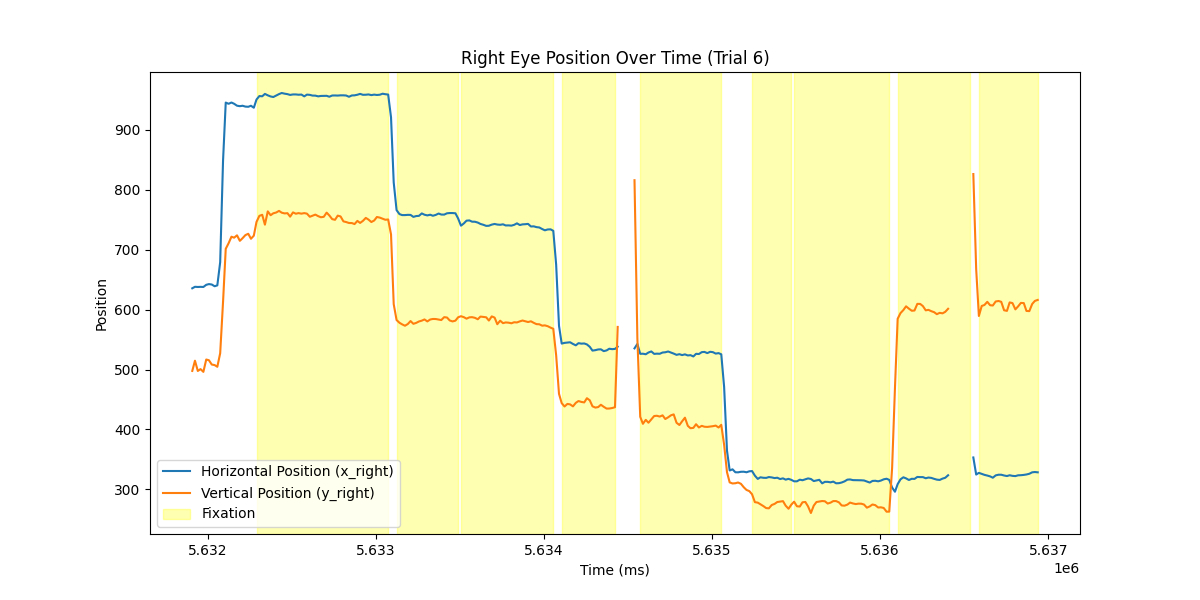 Right Eye Position Over Time (Trial 6)
Position
900
800
700
600
500
400
300
Horizontal Position (x_right)
Vertical Position (y_right)
Fixation
5.632 5.633 5.634 5.635 5.636 5.637
Time (ms)
1e6